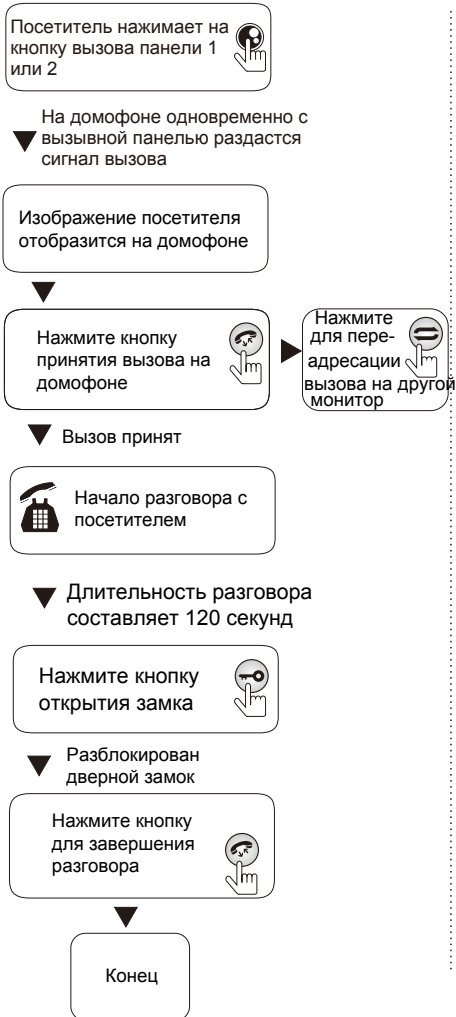 Посетитель нажимает на
кнопку вызова панели 1
или 2
На домофоне одновременно с
вызывной панелью раздастся
сигнал вызова
Изображение посетителя
отобразится на домофоне
Нажмите кнопку
принятия вызова на
домофоне
Нажмите
для пере-
адресации
вызова на другой
монитор
Вызов принят
Начало разговора с
посетителем
Длительность разговора
составляет 120 секунд
Нажмите кнопку
открытия замка
Разблокирован
дверной замок
Нажмите кнопку
для завершения
разговора
Конец